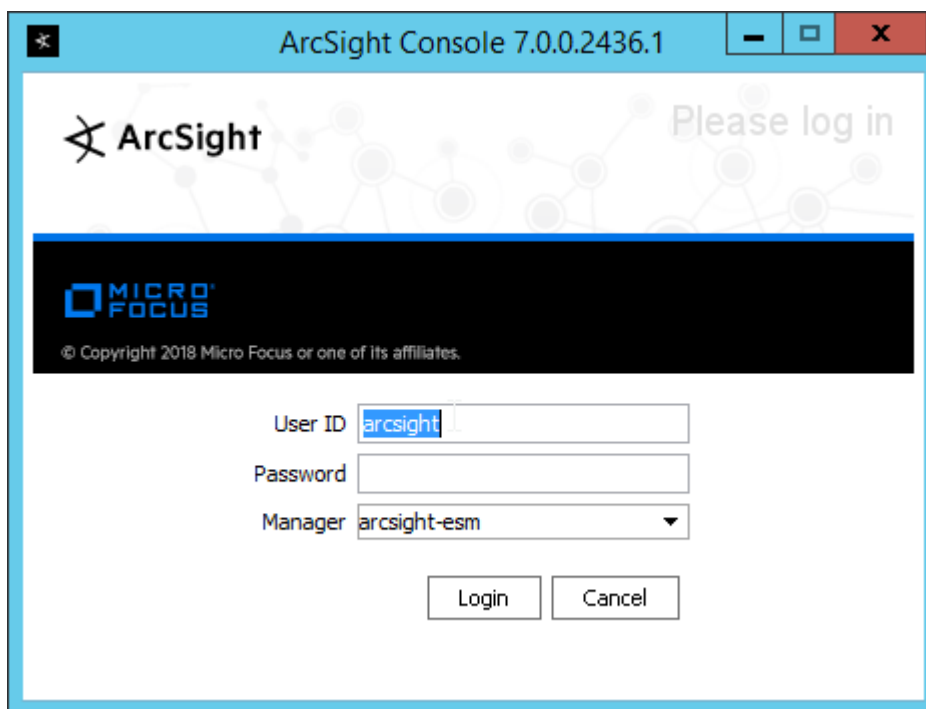 ArcSight Console 7.0.0.2436.1
ArcSight
Please log in
MICRO
FOCUS
© Copyright 2018 Micro Focus or one of its affiliates.
User ID arcsight
Password
Manager arcsight-esm
Login Cancel